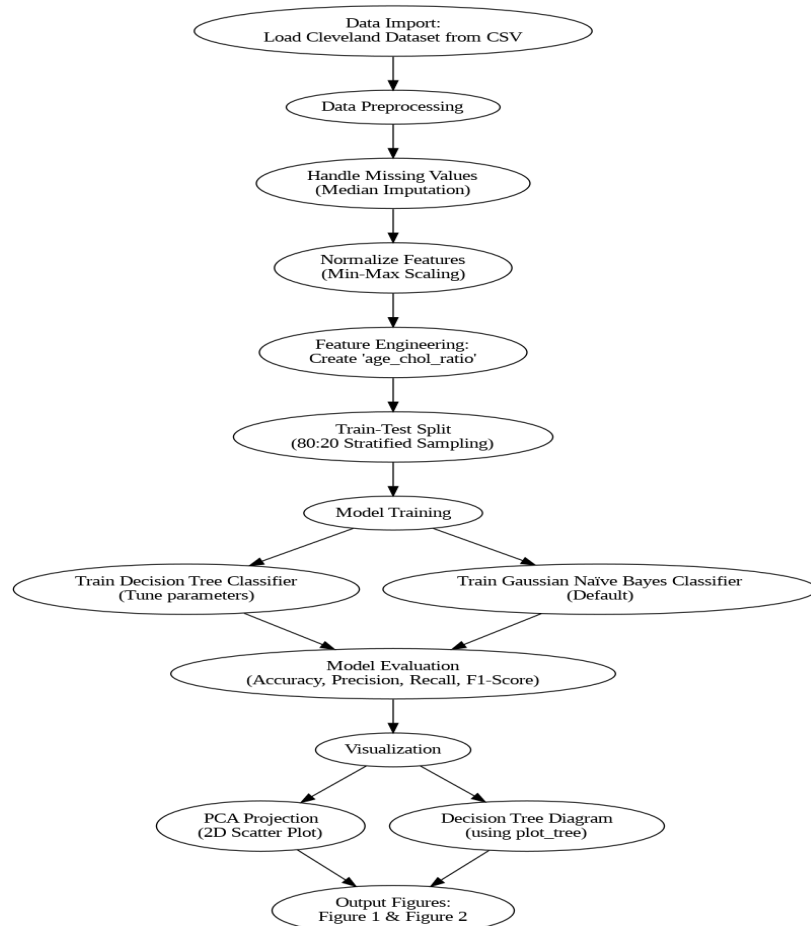 Data Import:
Load Cleveland Dataset from CSV
Data Preprocessing
Handle Missing Values
(Median Imputation)
Normalize Features
(Min-Max Scaling)
Feature Engineering:
Create 'age_chol_ratio'
Train-Test Split
(80:20 Stratified Sampling)
Model Training
Train Decision Tree Classifier
(Tune parameters)
Train Gaussian Naïve Bayes Classifier
(Default)
Model Evaluation
(Accuracy, Precision, Recall, F1-Score)
Visualization
PCA Projection
(2D Scatter Plot)
Decision Tree Diagram
(using plot_tree)
Output Figures:
Figure 1 & Figure 2